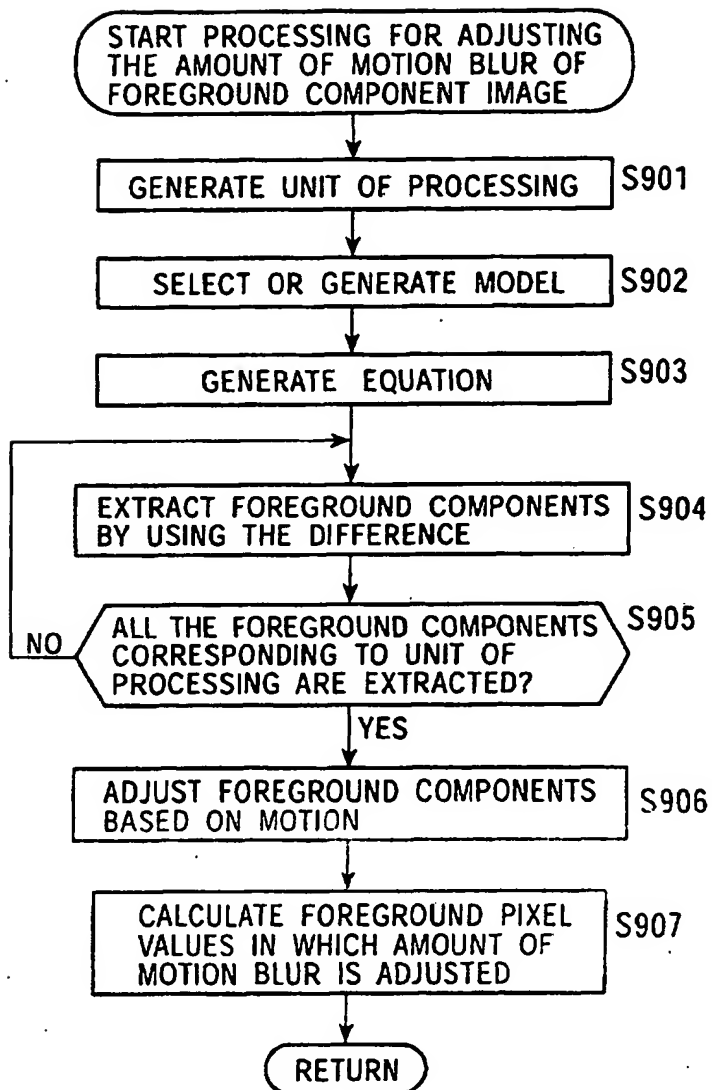 START PROCESSING FOR ADJUSTING
THE AMOUNT OF MOTION BLUR OF
FOREGROUND COMPONENT IMAGE
GENERATE UNIT OF PROCESSING
S901
SELECT OR GENERATE MODEL
S902
GENERATE EQUATION
S903
EXTRACT FOREGROUND COMPONENTS
BY USING THE DIFFERENCE
S904
ALL THE FOREGROUND COMPONENTS
CORRESPONDING TO UNIT OF
PROCESSING ARE EXTRACTED?
S905
NO
YES
ADJUST FOREGROUND COMPONENTS
BASED ON MOTION
S906
CALCULATE FOREGROUND PIXEL
VALUES IN WHICH AMOUNT OF
MOTION BLUR IS ADJUSTED
S907
RETURN